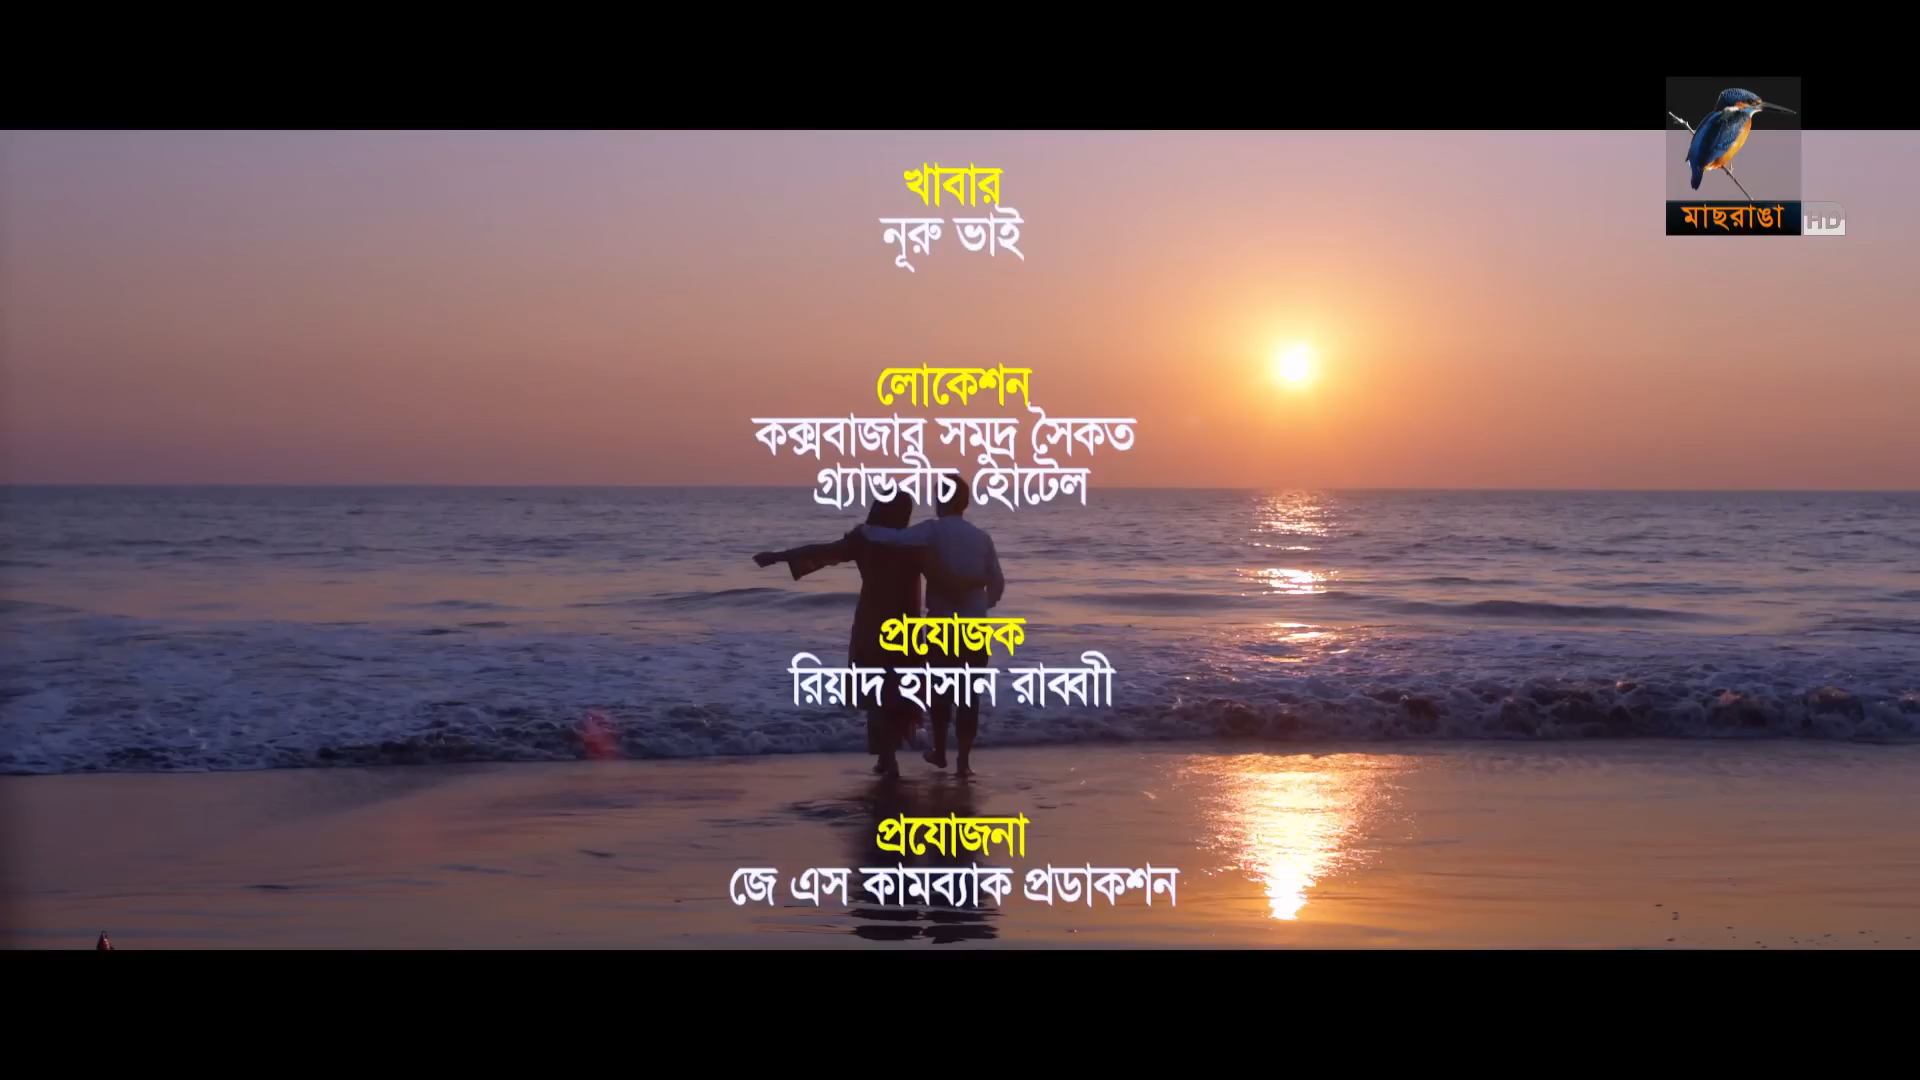 খাবার
নূরু ভাই
মাছরাঙা HD
লোকেশন
কক্সবাজার সমুদ্র সৈকত
গ্র্যান্ডবীচ হোটেল
প্রযোজক
রিয়াদ হাসান রাব্বাী
প্রযোজনা
জে এস কামব্যাক প্রডাকশন